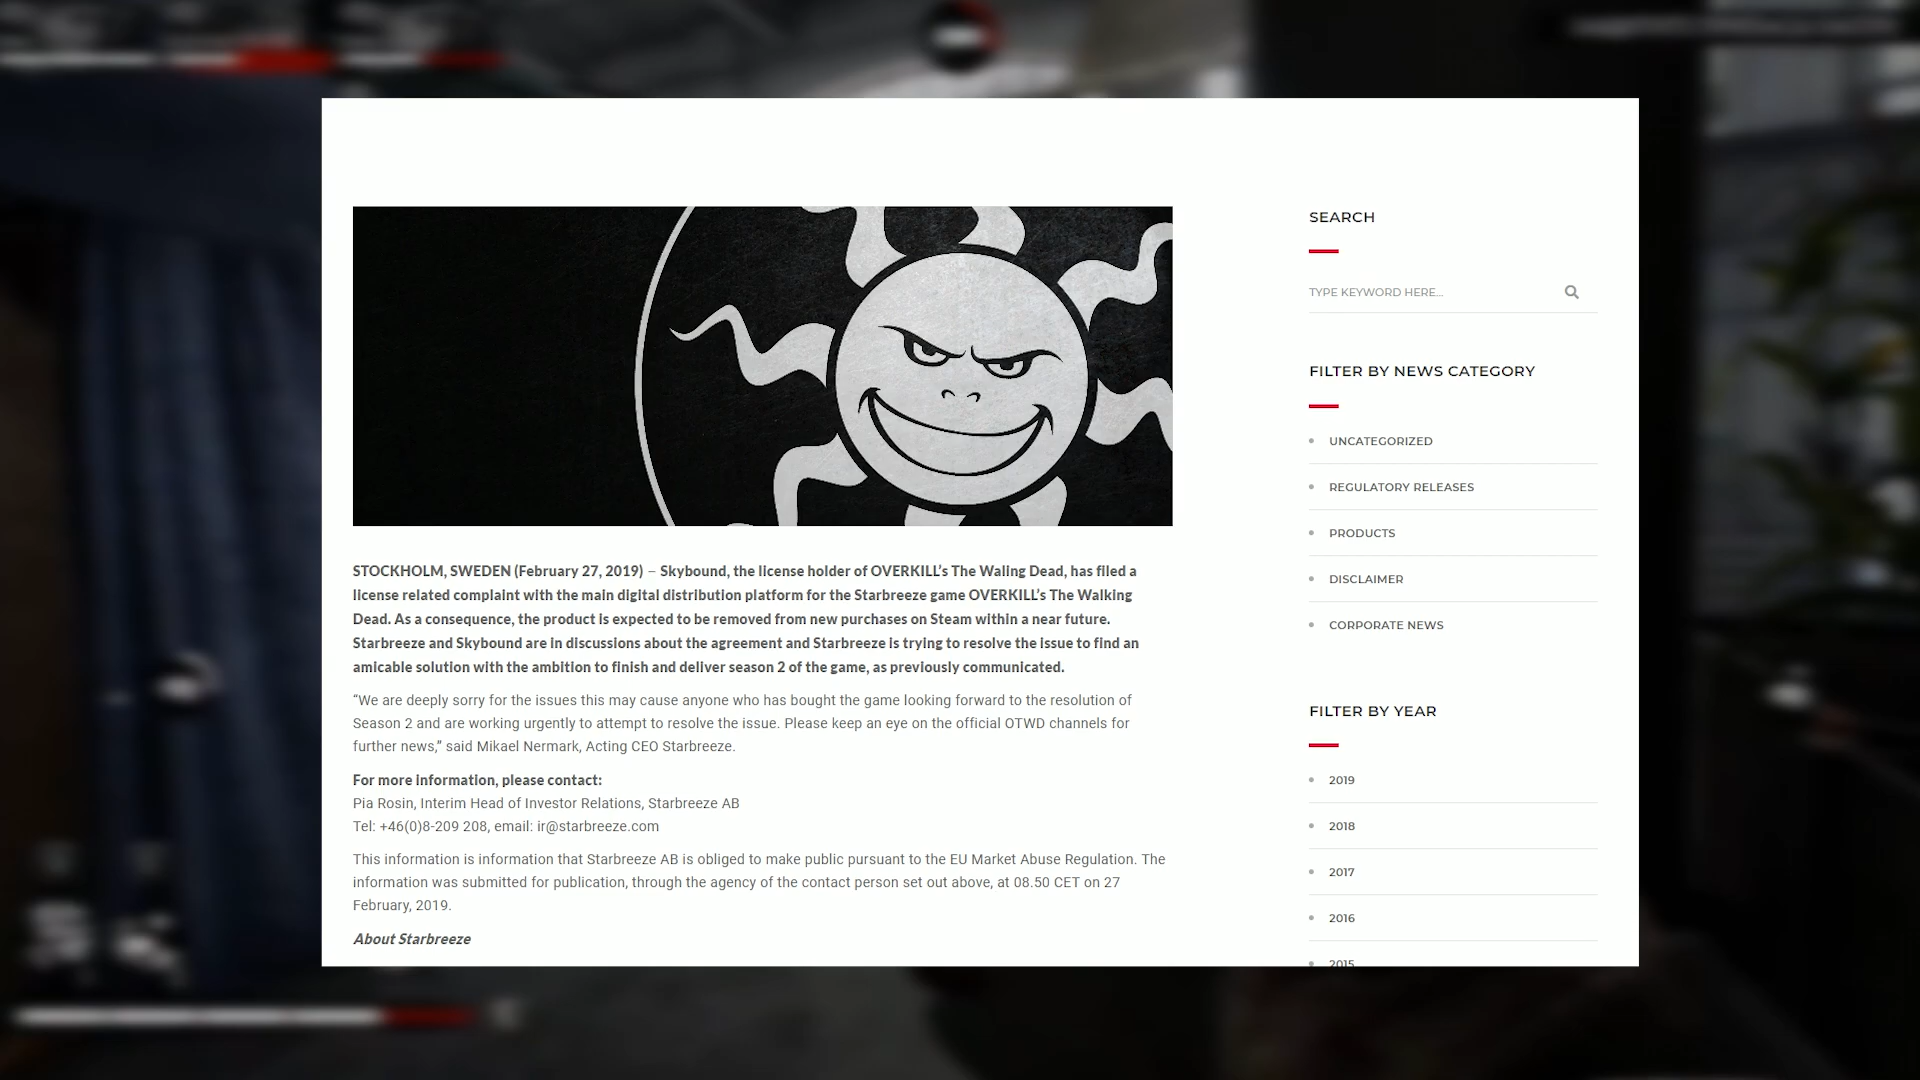 STOCKHOLM, SWEDEN (February 27, 2019) – Skybound, the license holder of OVERKILL’s The Waling Dead, has filed a
license related complaint with the main digital distribution platform for the Starbreeze game OVERKILL’s The Walking
Dead. As a consequence, the product is expected to be removed from new purchases on Steam within a near future.
Starbreeze and Skybound are in discussions about the agreement and Starbreeze is trying to resolve the issue to find an
amicable solution with the ambition to finish and deliver season 2 of the game, as previously communicated.
“We are deeply sorry for the issues this may cause anyone who has bought the game looking forward to the resolution of
Season 2 and are working urgently to attempt to resolve the issue. Please keep an eye on the official OTWD channels for
further news,” said Mikael Nermark, Acting CEO Starbreeze.
For more information, please contact:
Pia Rosin, Interim Head of Investor Relations, Starbreeze AB
Tel: +46(0)8-209 208, email: ir@starbreeze.com
This information is information that Starbreeze AB is obliged to make public pursuant to the EU Market Abuse Regulation. The
information was submitted for publication, through the agency of the contact person set out above, at 08.50 CET on 27
February, 2019.
About Starbreeze
SEARCH
TYPE KEYWORD HERE...
FILTER BY NEWS CATEGORY
UNCATEGORIZED
REGULATORY RELEASES
PRODUCTS
DISCLAIMER
CORPORATE NEWS
FILTER BY YEAR
2019
2018
2017
2016
2015